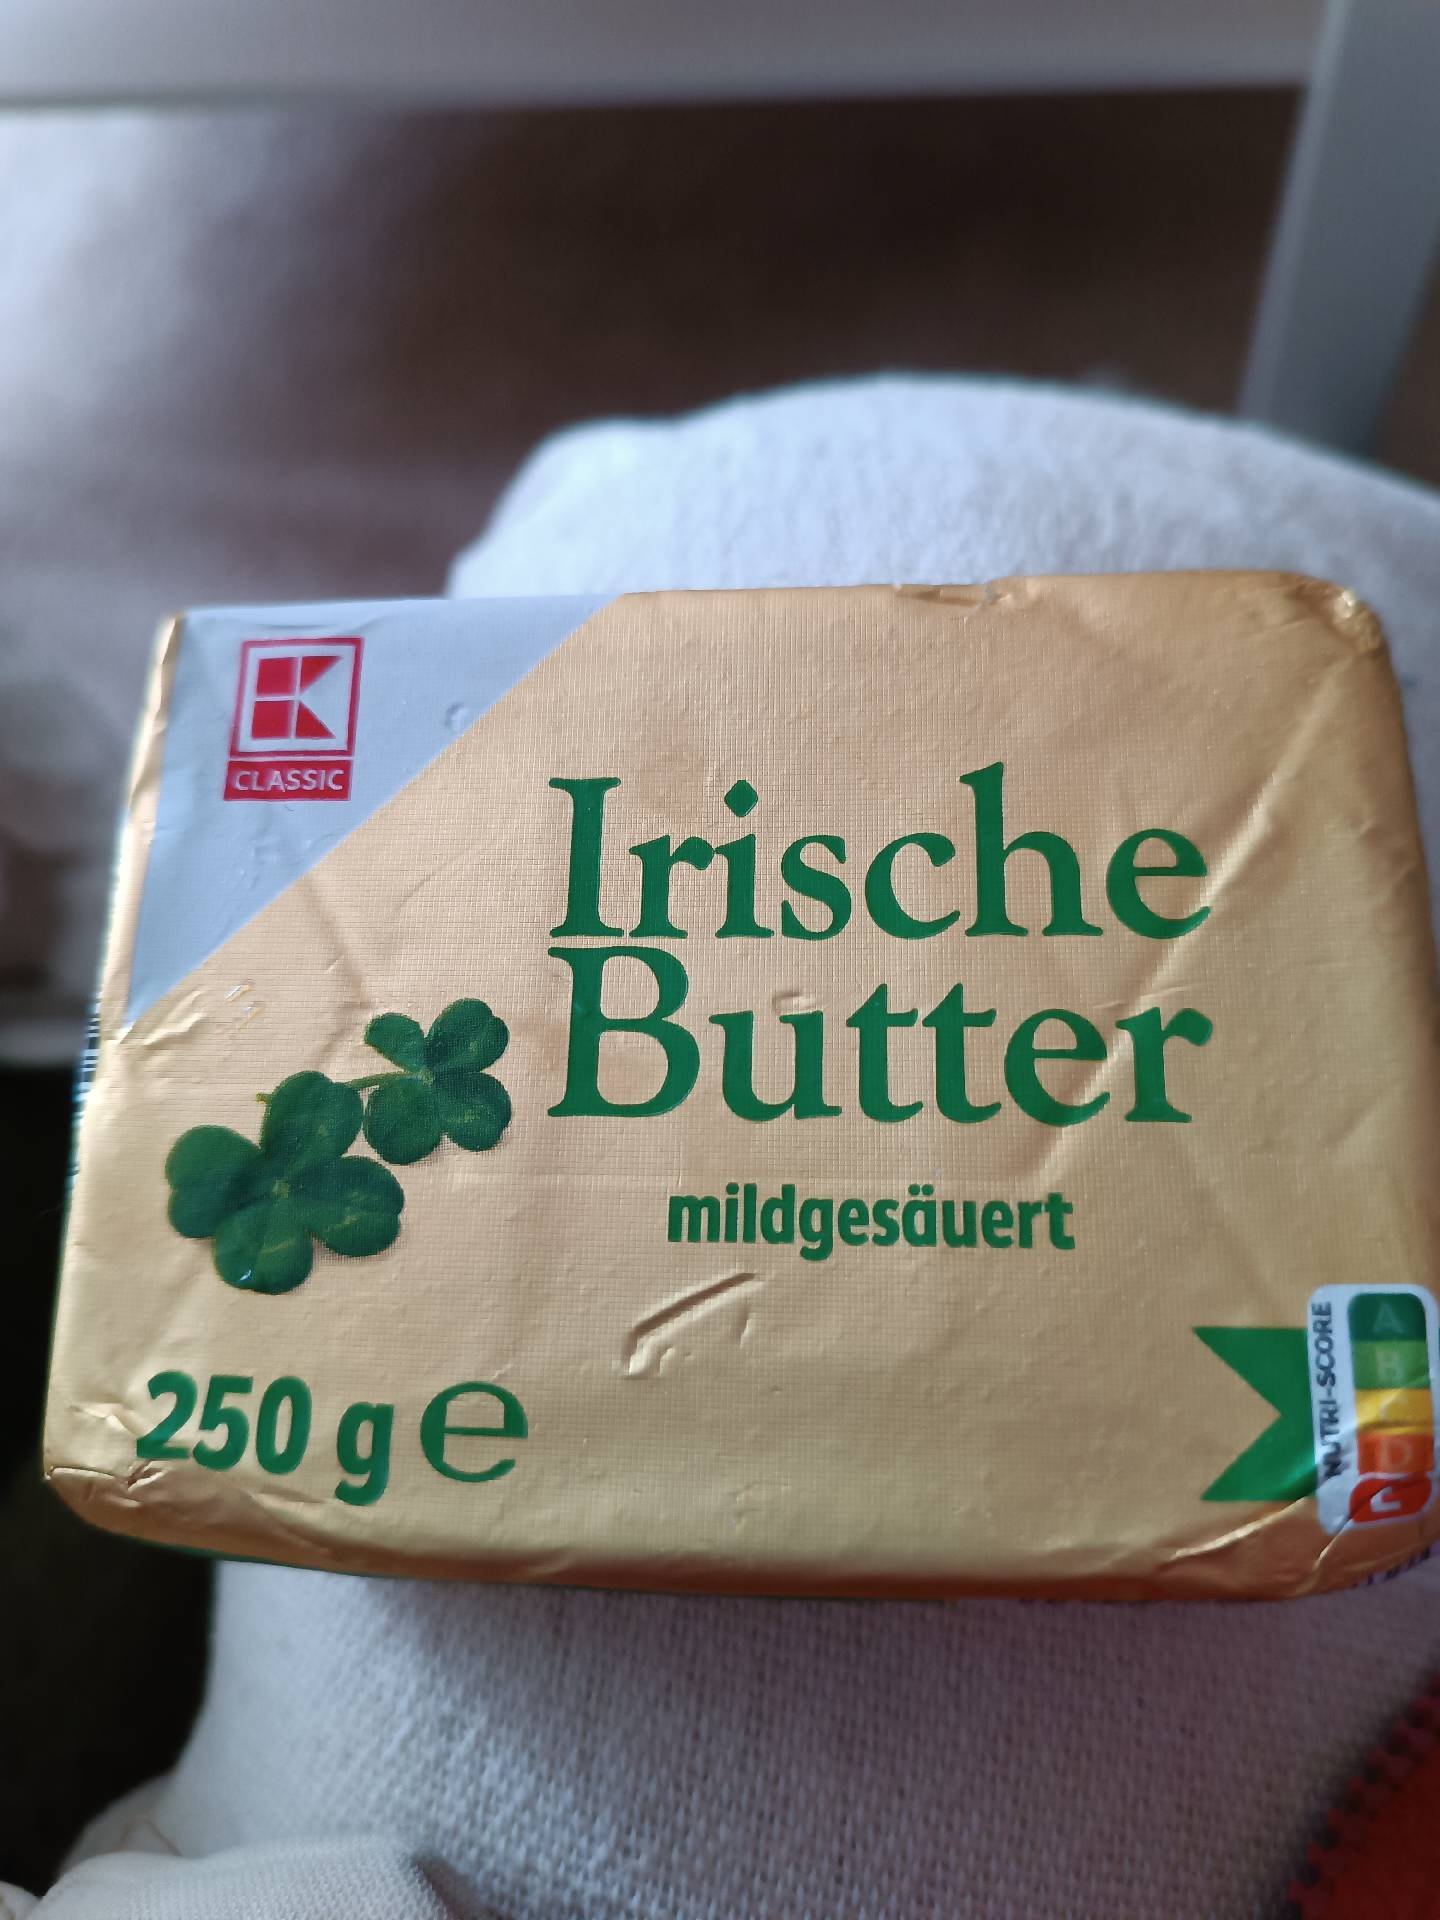 K
CLASSIC
Irische
Butter
mildgesäuert
250 g e
NUTRI-SCORE
A
B
C
D
E